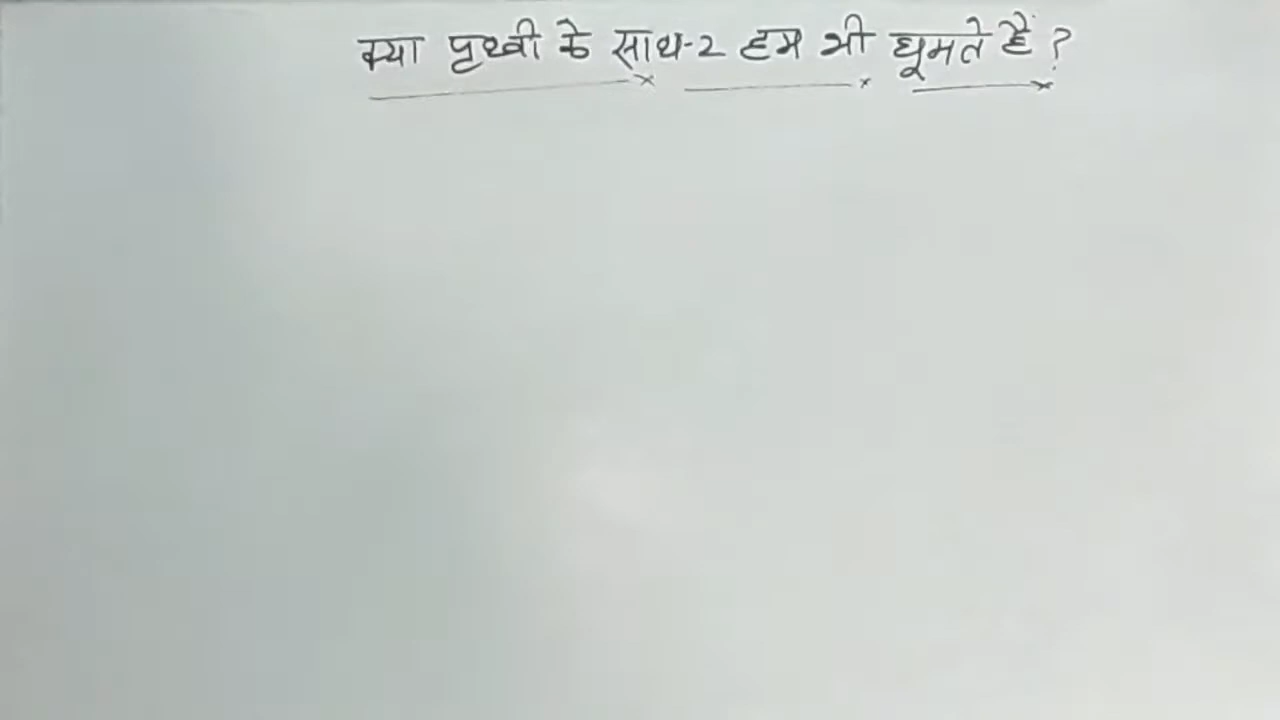 क्या पृथ्वी के साथ-2 हम भी घूमते हैं ?